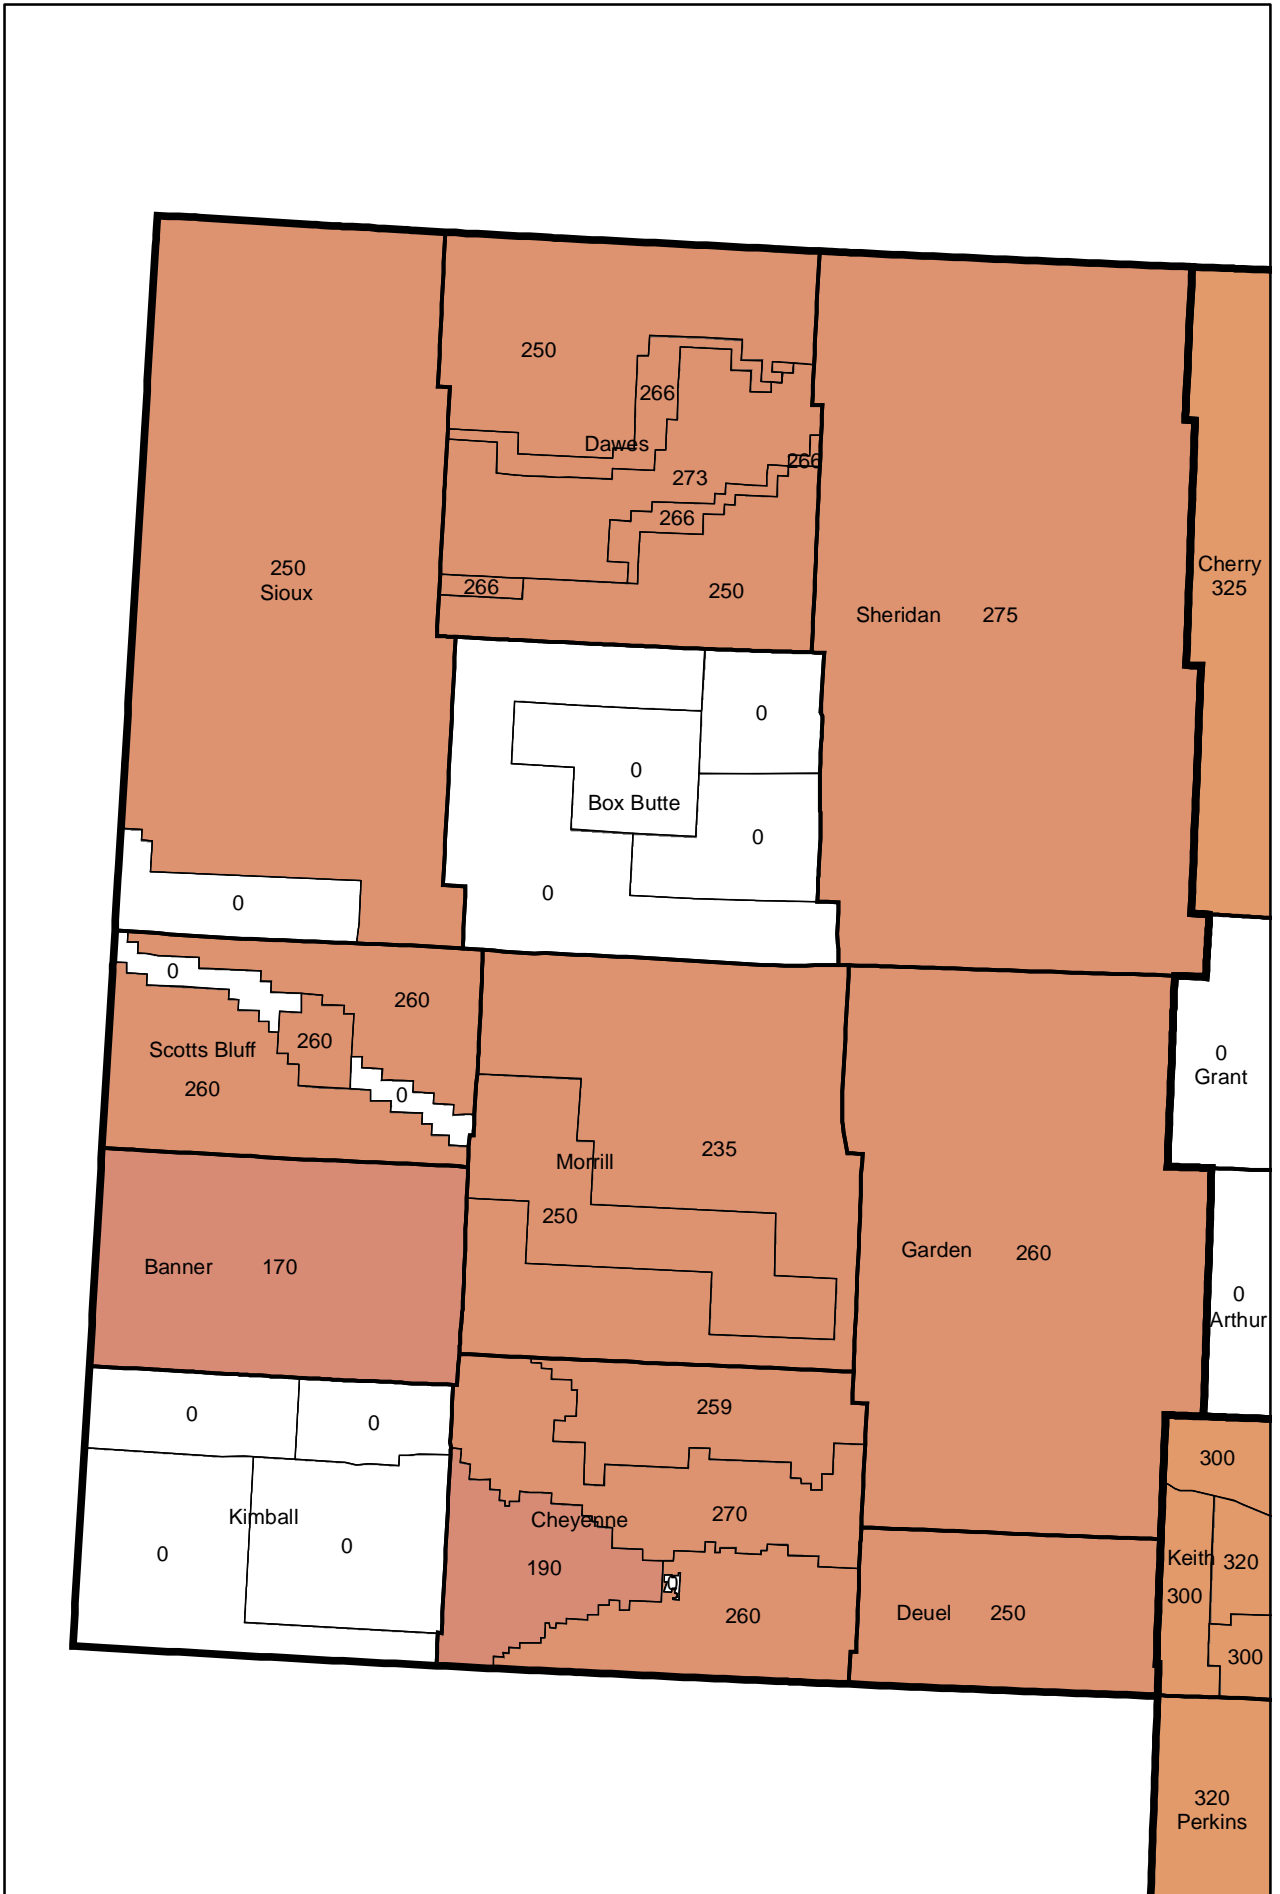 250
266
Dawes
273
266
266
266
250
250
Sioux
Sheridan 275
Cherry
325
0
0
Box Butte
0
0
0
0
260
260
Scotts Bluff
260
0
0
Grant
235
Morrill
250
Banner 170
Garden 260
0
Arthur
0
0
Kimball
0
0
259
270
Cheyenne
190
0
260
Deuel 250
300
Keith
320
300
300
320
Perkins